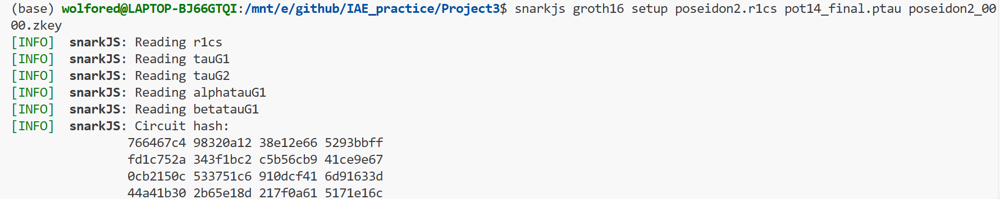 (base) wolfored@LAPTOP-BJ66GTQI:/mnt/e/github/IAE_practice/Project3$ snarkjs groth16 setup poseidon2.r1cs pot14_final.ptau poseidon2_00
00.zkey
[INFO]  snarkJS: Reading r1cs
[INFO]  snarkJS: Reading tauG1
[INFO]  snarkJS: Reading tauG2
[INFO]  snarkJS: Reading alphatauG1
[INFO]  snarkJS: Reading betatauG1
[INFO]  snarkJS: Circuit hash:
766467c4 98320a12 38e12e66 5293bbff
fd1c752a 343f1bc2 c5b56cb9 41ce9e67
0cb2150c 533751c6 910dcf41 6d91633d
44a41b30 2b65e18d 217f0a61 5171e16c